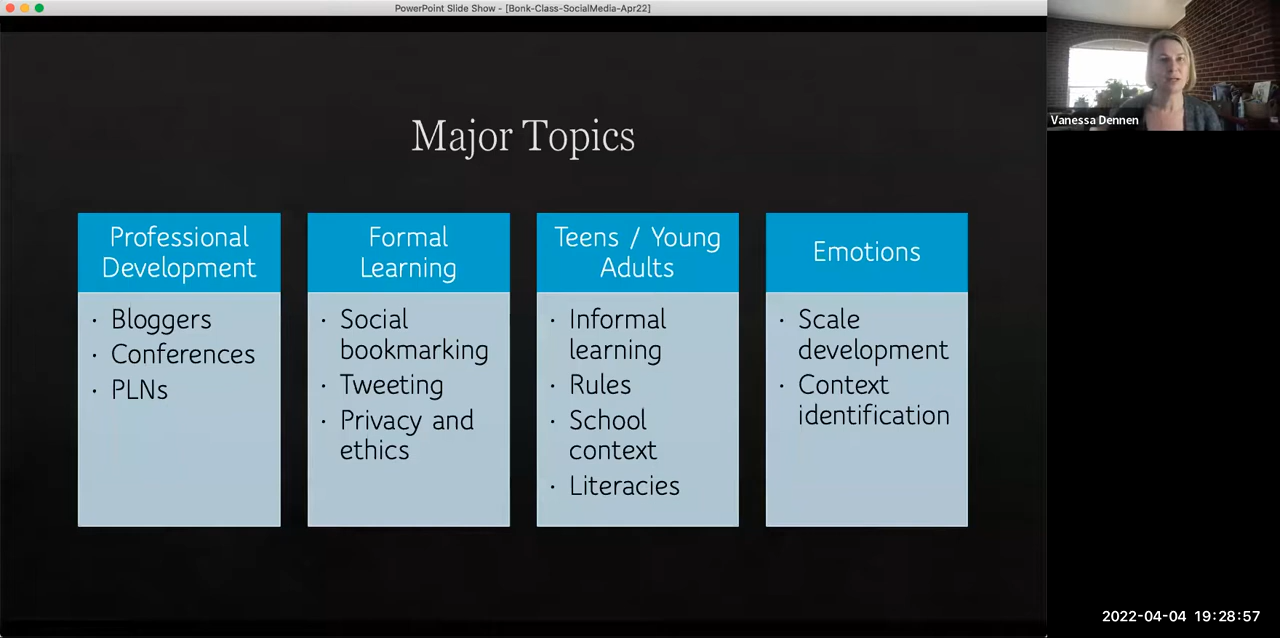 PowerPoint Slide Show - [Bonk-Class-SocialMedia-Apr22]
Vanessa Dennen
Major Topics
Professional
Development
· Bloggers
· Conferences
· PLNs
Formal
Learning
· Social
bookmarking
· Tweeting
· Privacy and
ethics
Teens / Young
Adults
· Informal
learning
· Rules
· School
context
· Literacies
Emotions
· Scale
development
· Context
identification
2022-04-04 19:28:57